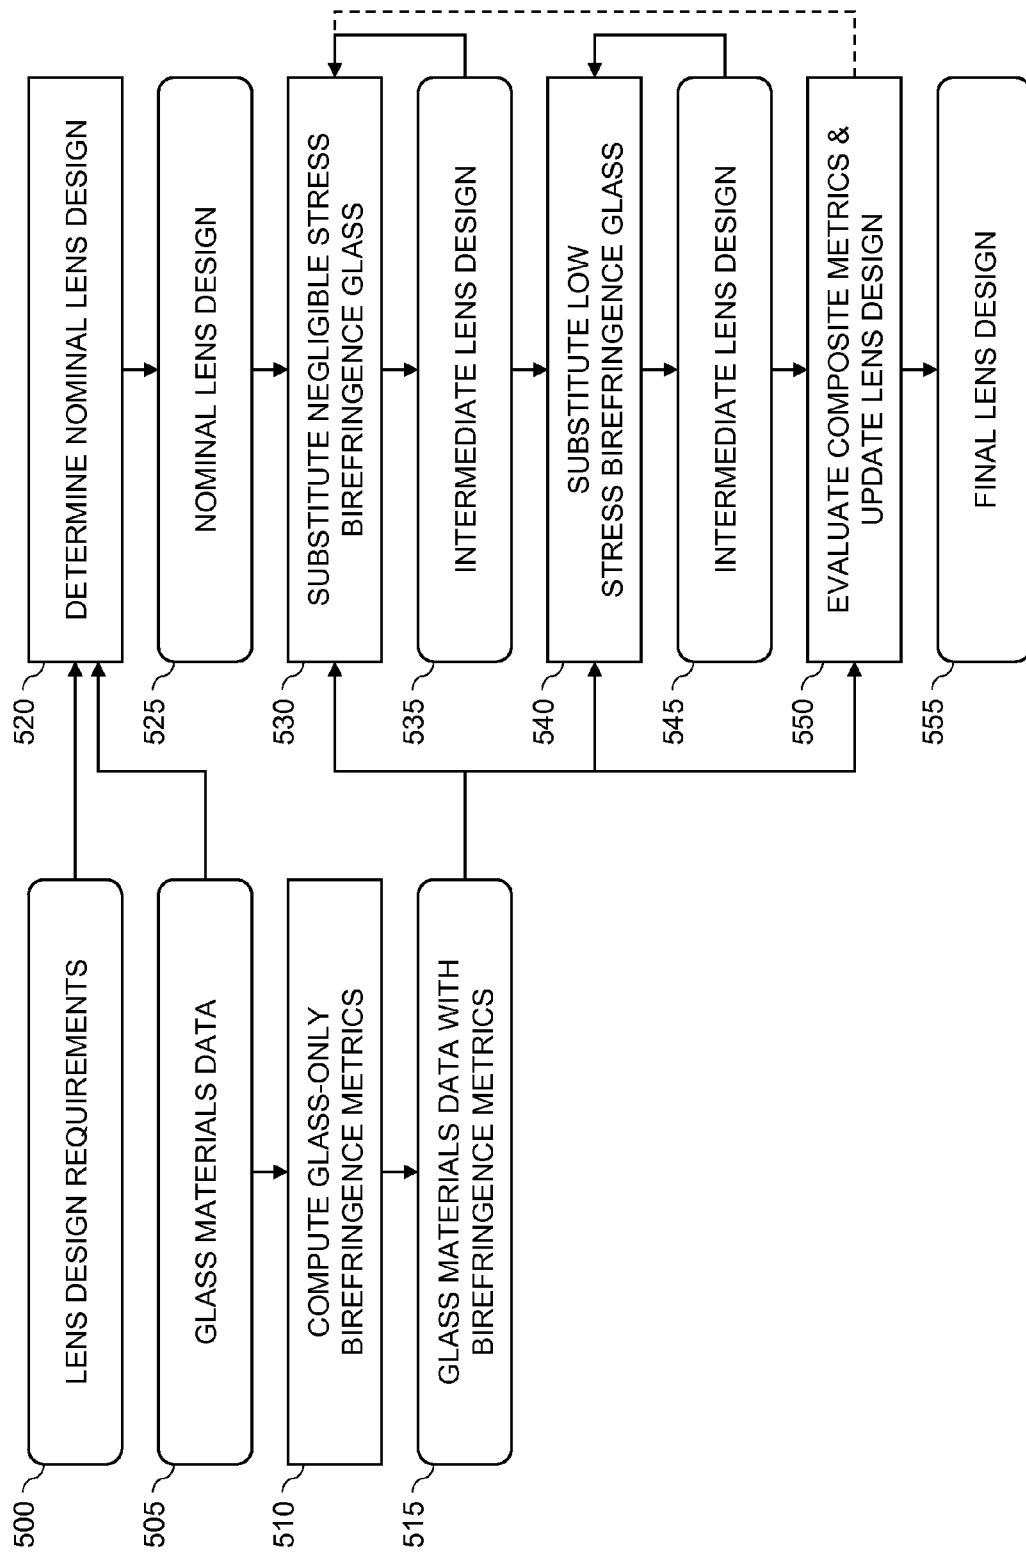 500
LENS DESIGN REQUIREMENTS
505
GLASS MATERIALS DATA
510
COMPUTE GLASS-ONLY
BIREFRINGENCE METRICS
515
GLASS MATERIALS DATA WITH
BIREFRINGENCE METRICS
520
DETERMINE NOMINAL LENS DESIGN
525
NOMINAL LENS DESIGN
530
SUBSTITUTE NEGLIGIBLE STRESS
BIREFRINGENCE GLASS
535
INTERMEDIATE LENS DESIGN
540
SUBSTITUTE LOW
STRESS BIREFRINGENCE GLASS
545
INTERMEDIATE LENS DESIGN
550
EVALUATE COMPOSITE METRICS &
UPDATE LENS DESIGN
555
FINAL LENS DESIGN